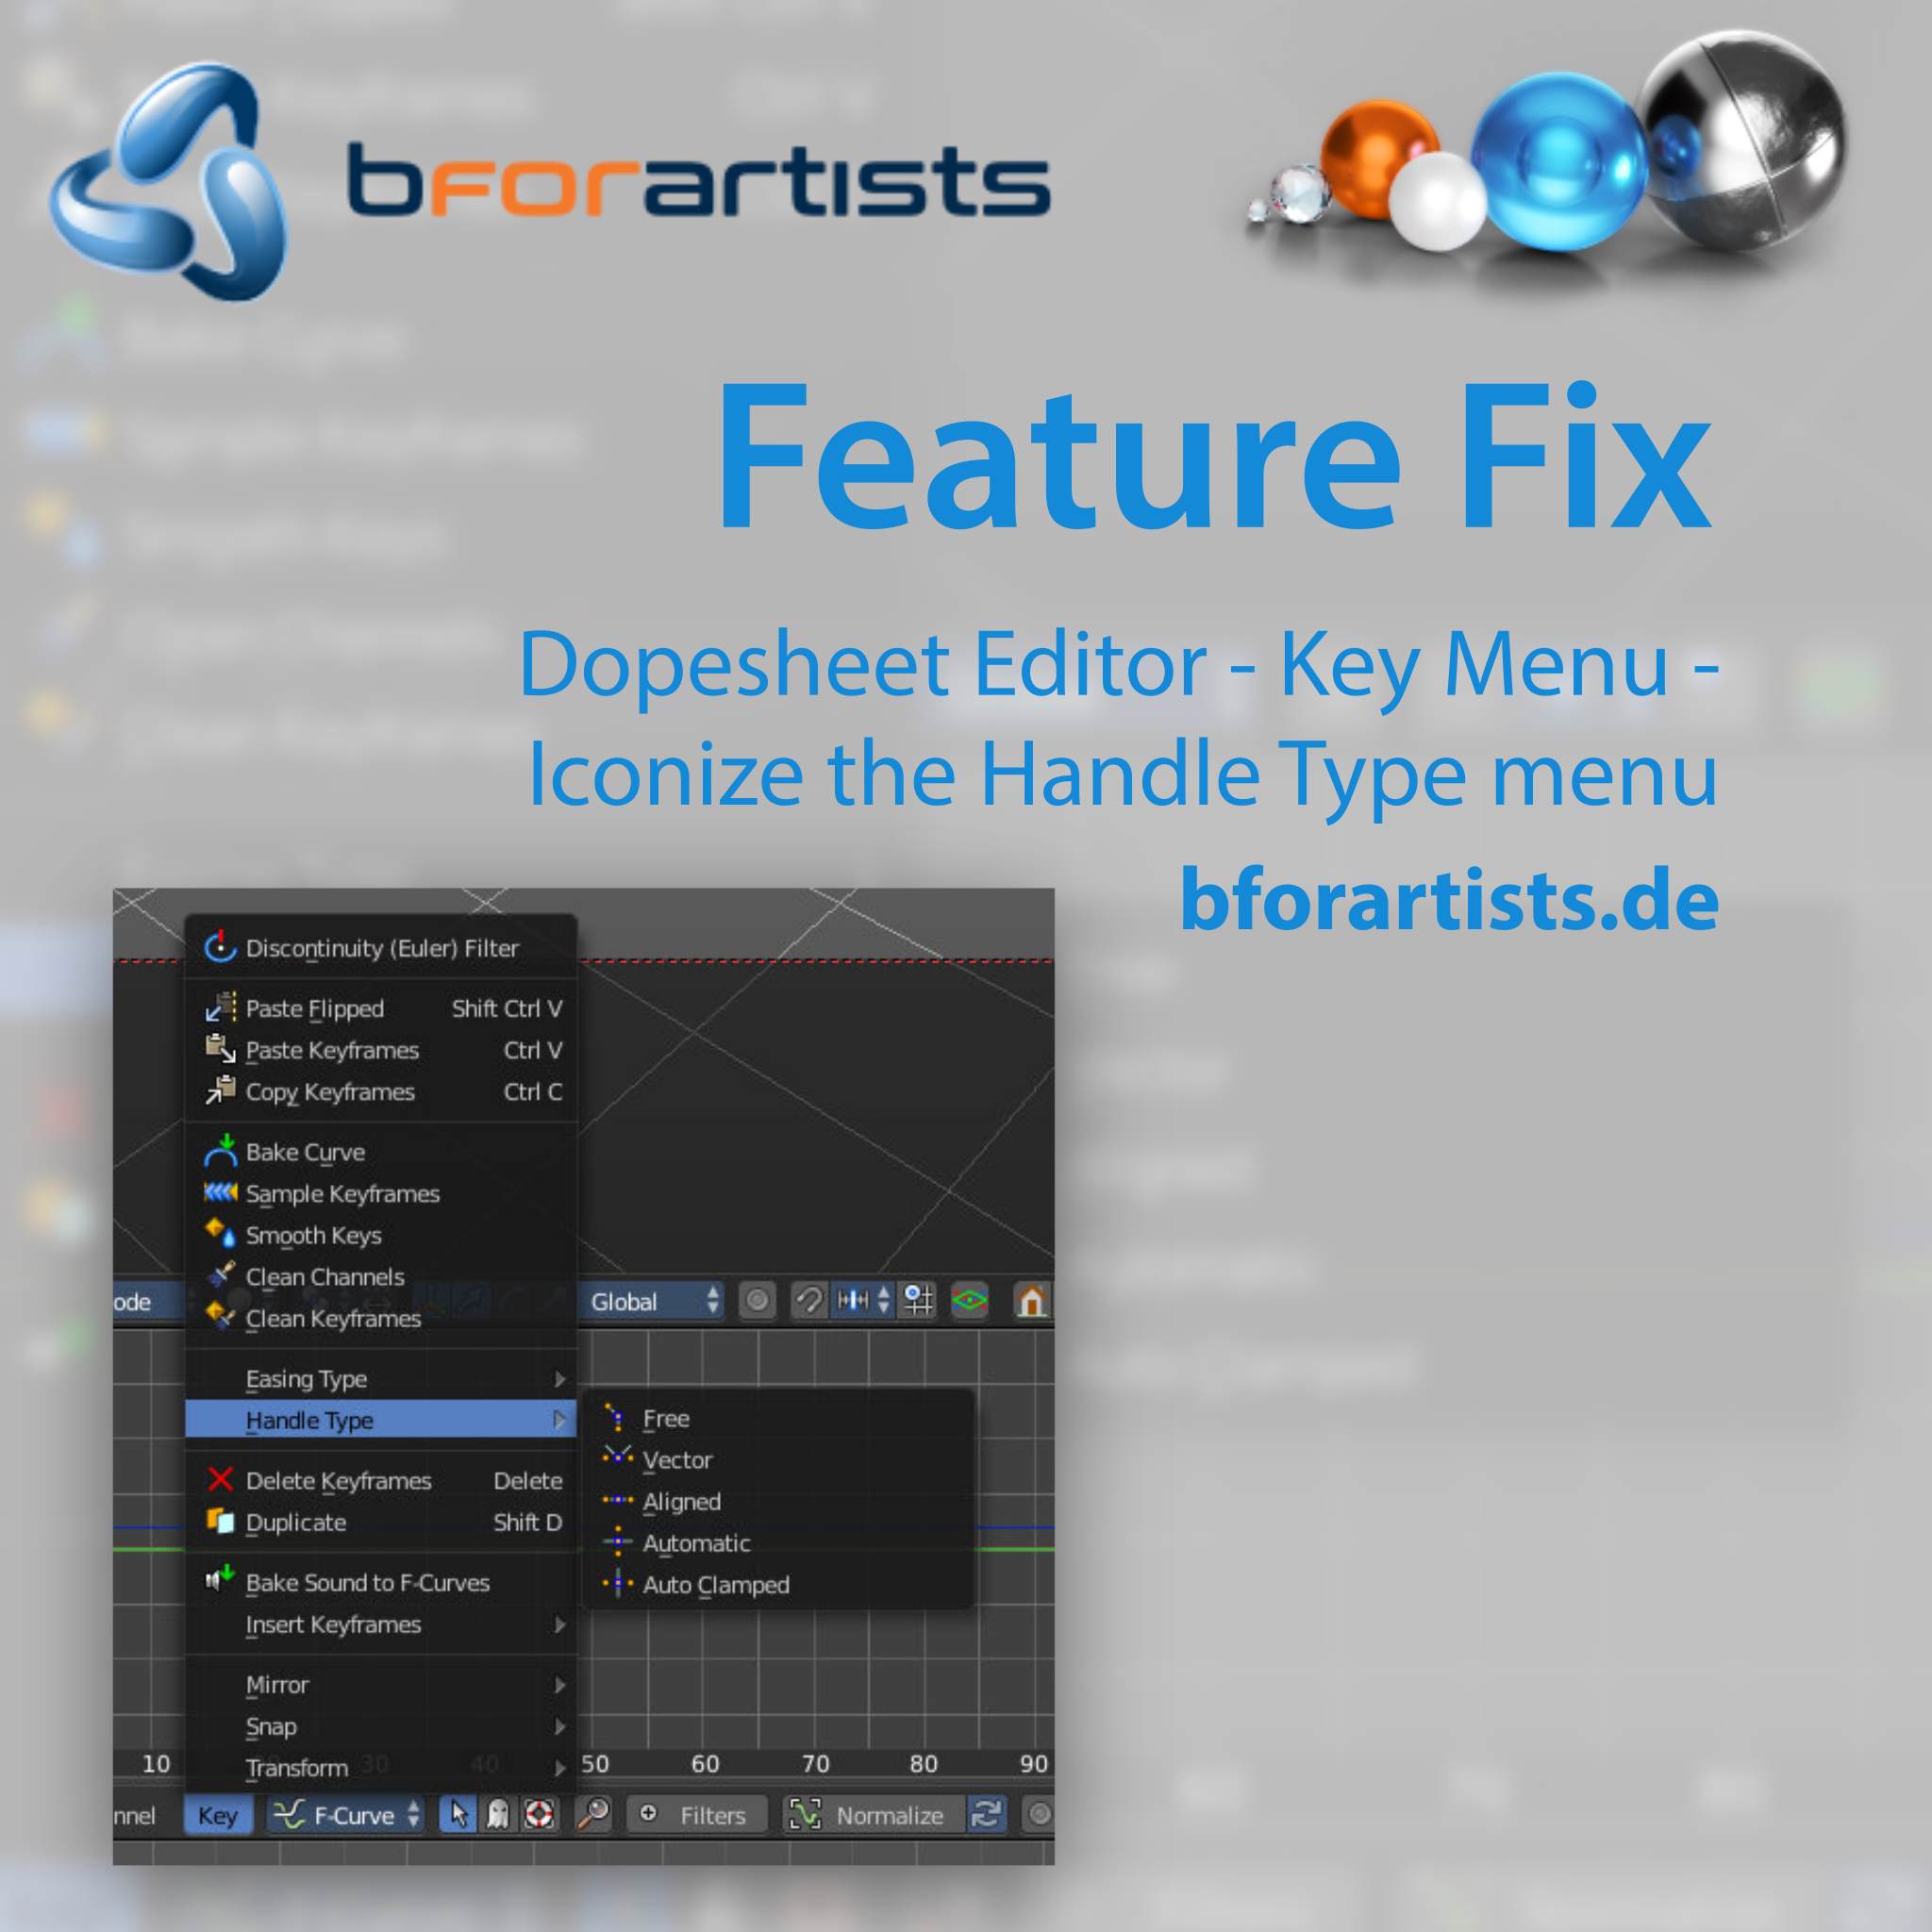 bforartists
Feature Fix
Dopesheet Editor - Key Menu -
Iconize the Handle Type menu
bforartists.de
Discontinuity (Euler) Filter
Paste Flipped Shift Ctrl V
Paste Keyframes Ctrl V
Copy Keyframes Ctrl C
Bake Curve
Sample Keyframes
Smooth Keys
Clean Channels
ode Global
Clean Keyframes
Easing Type
Handle Type
Free
Vector
Aligned
Automatic
Auto Clamped
Delete Keyframes Delete
Duplicate Shift D
Bake Sound to F-Curves
Insert Keyframes
Mirror
Snap
Transform
10 30 40 50 60 70 80 90
nnel Key F-Curve Filters Normalize